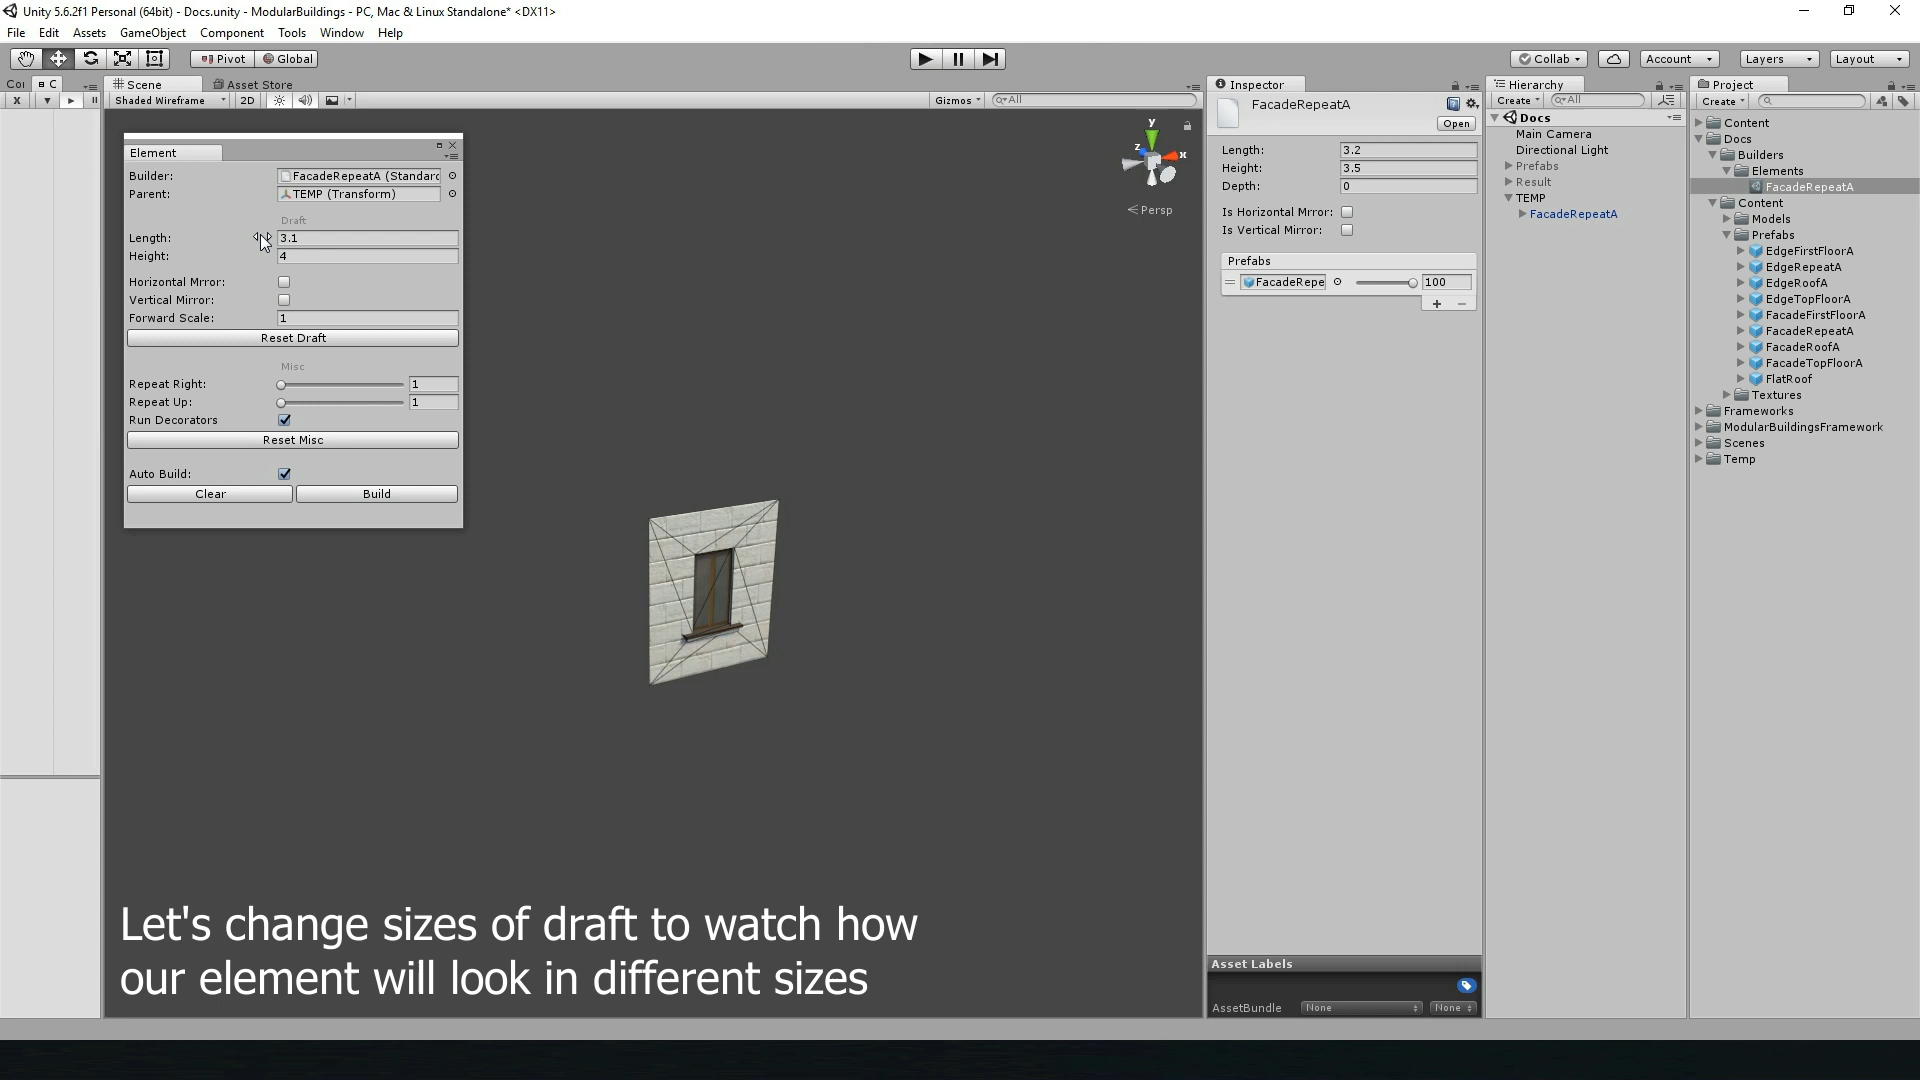 Unity 5.6.2f1 Personal (64bit) - Docs.unity - ModularBuildings - PC, Mac & Linux Standalone* <DX11>
File Edit Assets GameObject Component Tools Window Help
Pivot Global
Collab Account Layers Layout
C
Scene
Asset Store
Shaded Wireframe 2D
Gizmos All
Element
Builder: FacadeRepeatA (Standard
Parent: TEMP (Transform)
Draft
Length: 3.1
Height: 4
Horizontal Mrror:
Vertical Mirror:
Forward Scale: 1
Reset Draft
Misc
Repeat Right: 1
Repeat Up: 1
Run Decorators
Reset Misc
Auto Build:
Clear Build
y
z
x
Persp
Let's change sizes of draft to watch how
our element will look in different sizes
Inspector
FacadeRepeatA
Open
Length: 3.2
Height: 3.5
Depth: 0
Is Horizontal Mrror:
Is Vertical Mirror:
Prefabs
FacadeRepe 100
+ −
Asset Labels
AssetBundle None None
Hierarchy
Create All
Docs
Main Camera
Directional Light
Prefabs
Result
TEMP
FacadeRepeatA
Project
Create
Content
Docs
Builders
Elements
FacadeRepeatA
Content
Models
Prefabs
EdgeFirstFloorA
EdgeRepeatA
EdgeRoofA
EdgeTopFloorA
FacadeFirstFloorA
FacadeRepeatA
FacadeRoofA
FacadeTopFloorA
FlatRoof
Textures
Frameworks
ModularBuildingsFramework
Scenes
Temp